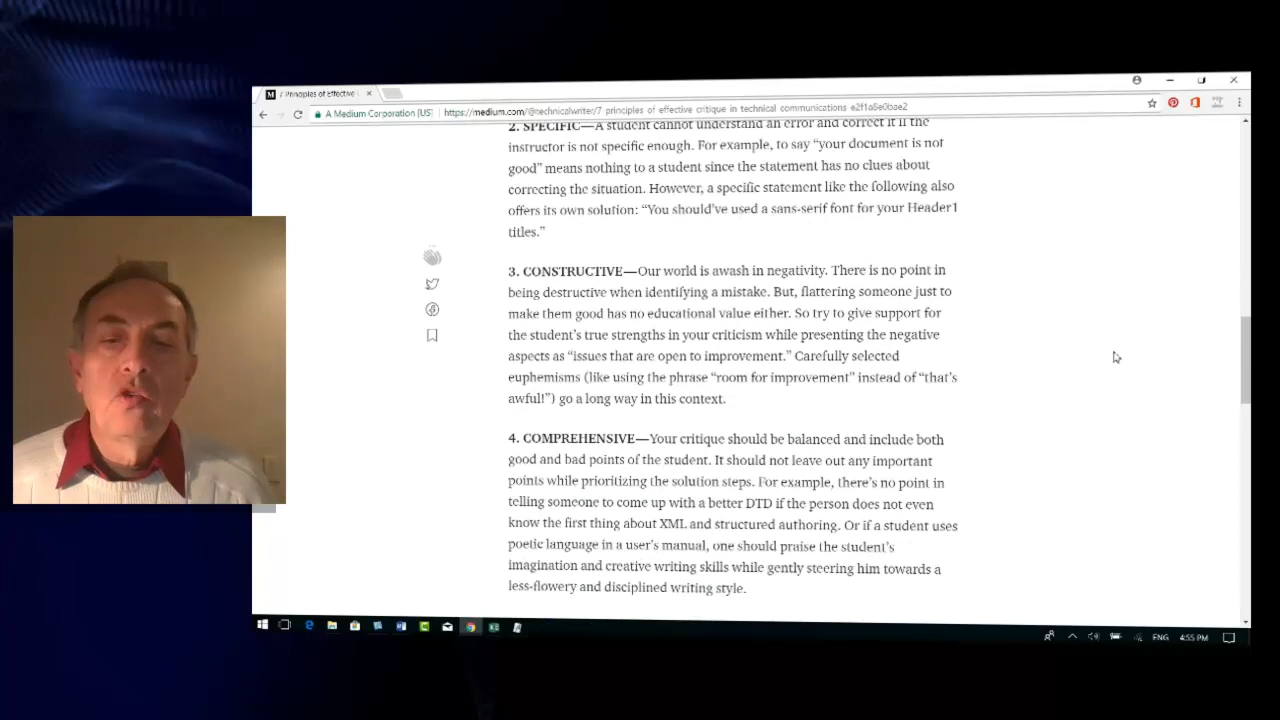 7 Principles of Effective
A Medium Corporation [US] https://medium.com/@technicalwriter/7 principles of effective critique in technical communications e2f1a5e0bae2
2. SPECIFIC—A student cannot understand an error and correct it if the
instructor is not specific enough. For example, to say “your document is not
good” means nothing to a student since the statement has no clues about
correcting the situation. However, a specific statement like the following also
offers its own solution: “You should’ve used a sans-serif font for your Header1
titles.”
3. CONSTRUCTIVE—Our world is awash in negativity. There is no point in
being destructive when identifying a mistake. But, flattering someone just to
make them good has no educational value either. So try to give support for
the student’s true strengths in your criticism while presenting the negative
aspects as “issues that are open to improvement.” Carefully selected
euphemisms (like using the phrase “room for improvement” instead of “that’s
awful!”) go a long way in this context.
4. COMPREHENSIVE—Your critique should be balanced and include both
good and bad points of the student. It should not leave out any important
points while prioritizing the solution steps. For example, there’s no point in
telling someone to come up with a better DTD if the person does not even
know the first thing about XML and structured authoring. Or if a student uses
poetic language in a user’s manual, one should praise the student’s
imagination and creative writing skills while gently steering him towards a
less-flowery and disciplined writing style.
ENG 4:55 PM